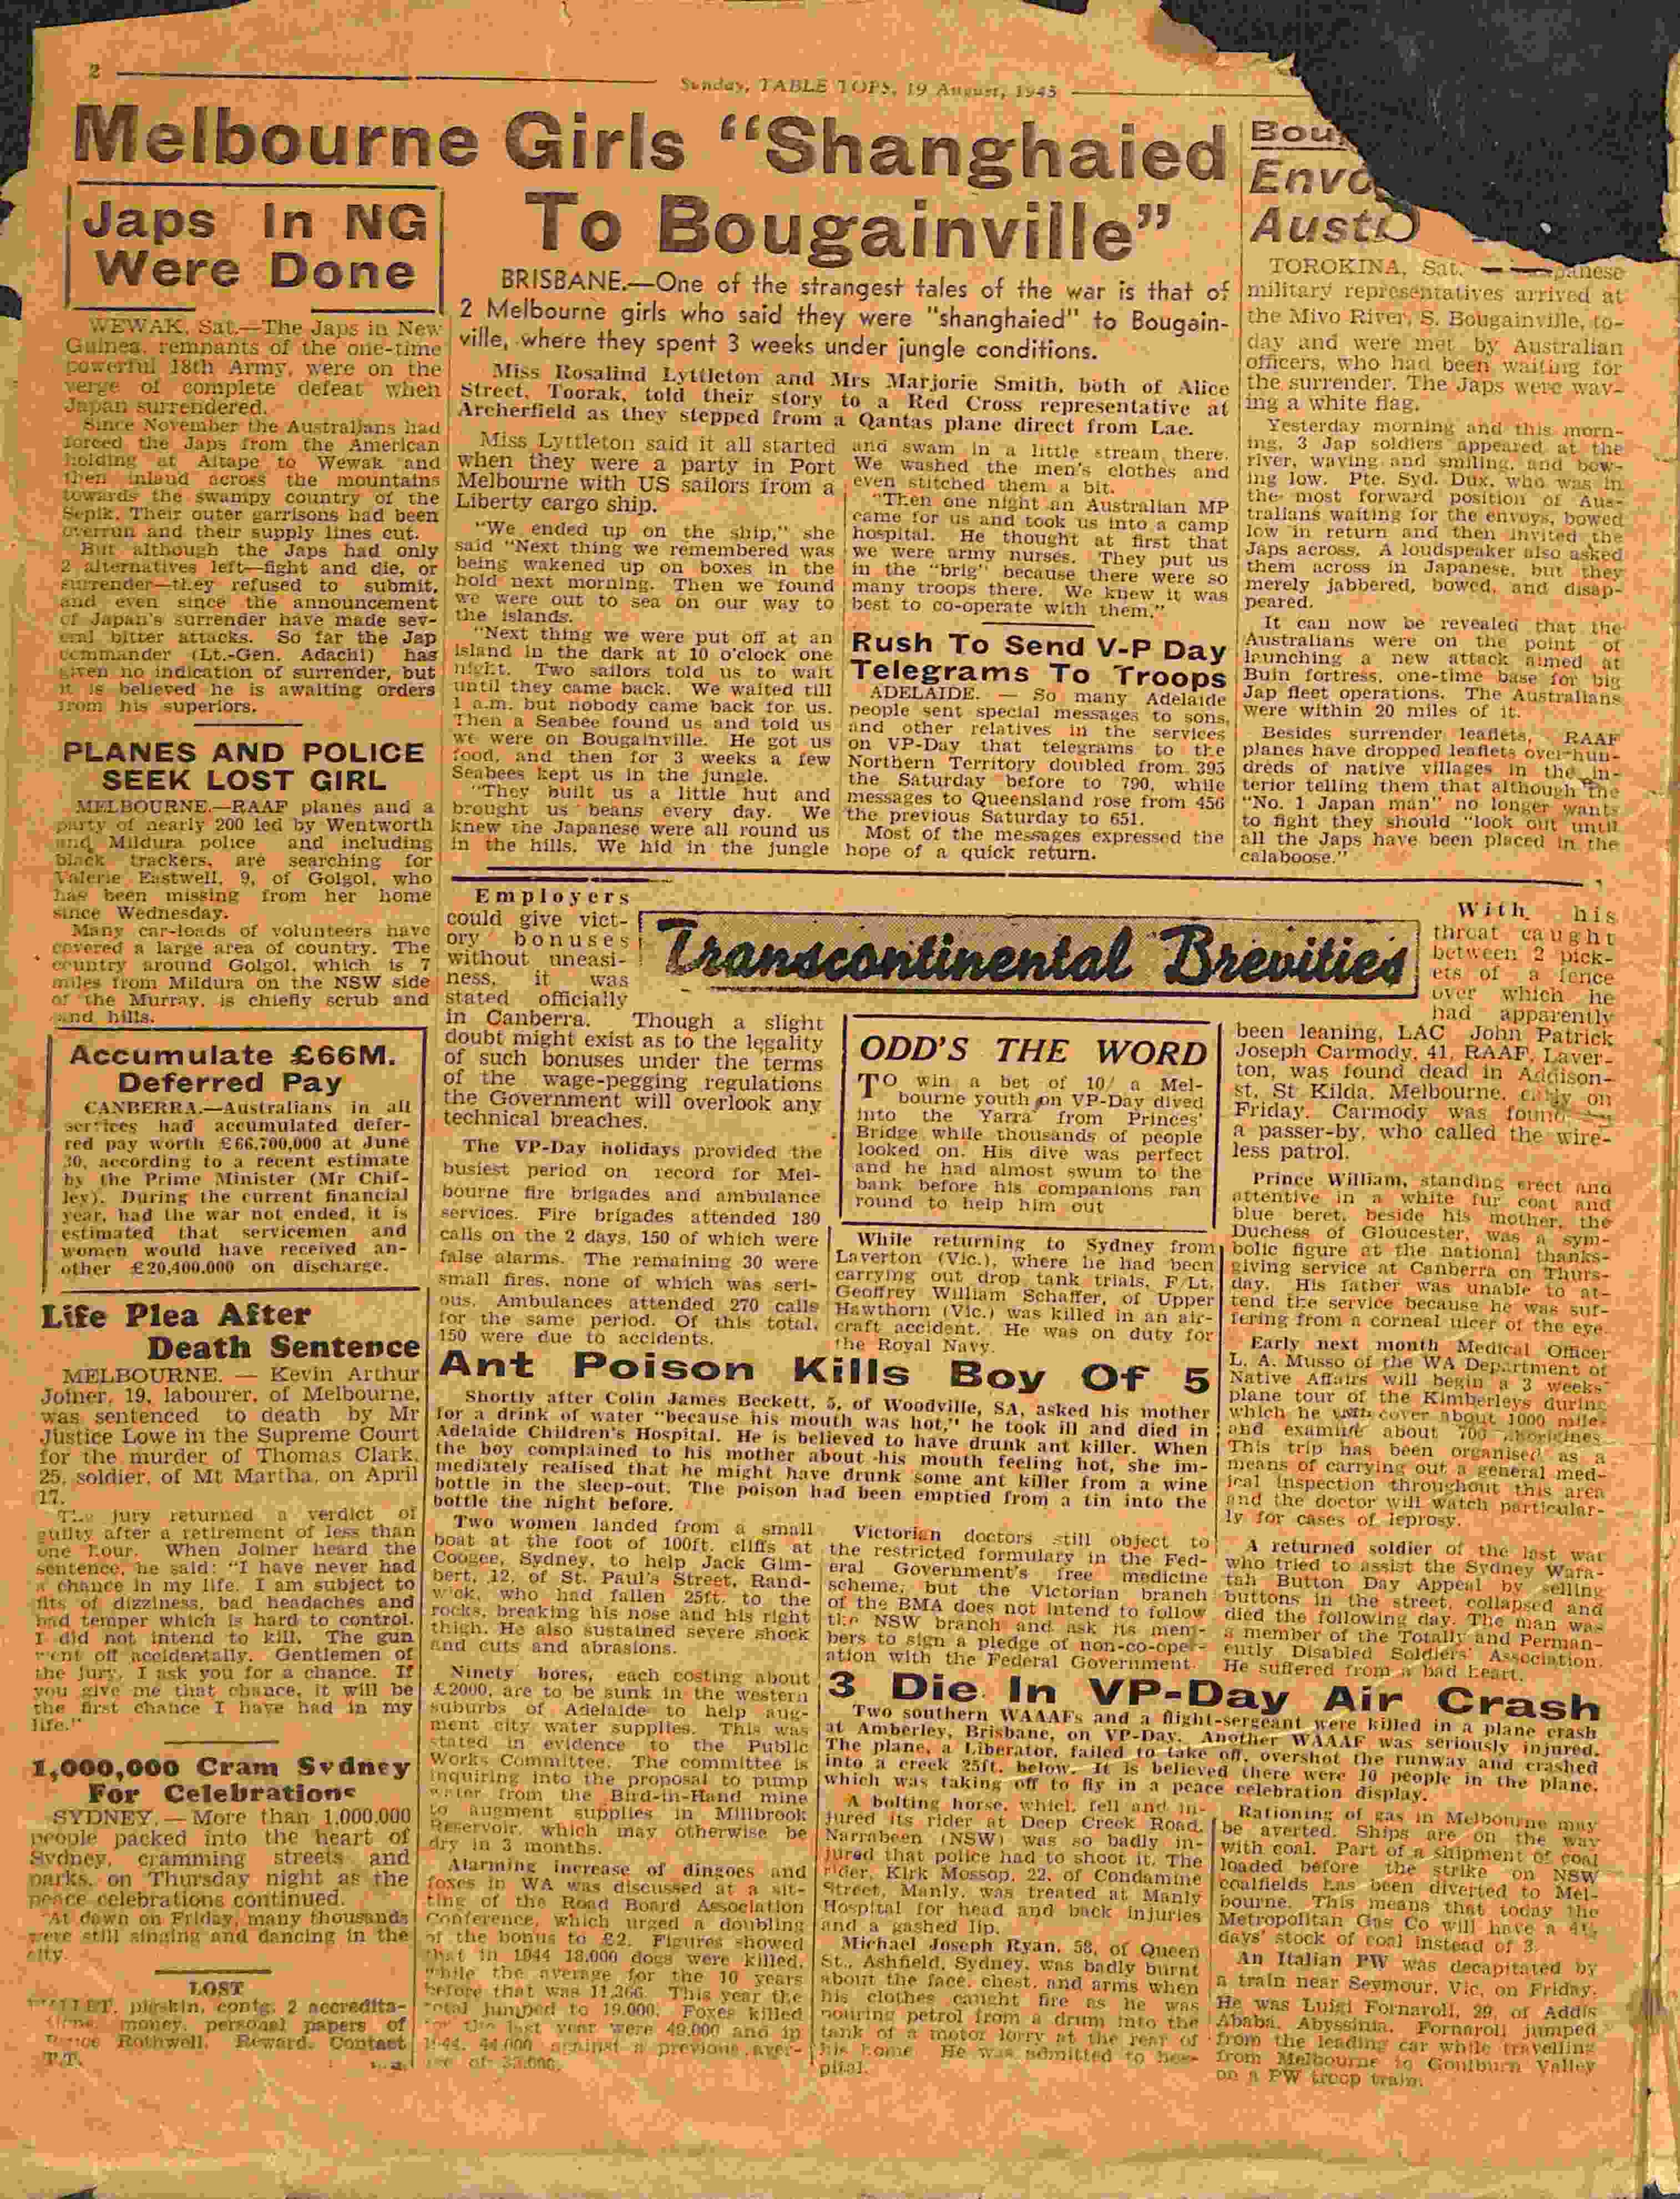 2
Sunday, TABLE TOPS, 19 August, 1945
Melbourne Girls “Shanghaied
To Bougainville”
Japs In NG
Were Done
WEWAK, Sat.—The Japs in New
Guinea, remnants of the one-time
powerful 18th Army, were on the
verge of complete defeat when
Japan surrendered.
Since November the Australians had
forced the Japs from the American
holding at Aitape to Wewak and
then inland across the mountains
towards the swampy country of the
Sepik. Their outer garrisons had been
overrun and their supply lines cut.
But although the Japs had only
2 alternatives left—fight and die, or
surrender—they refused to submit,
and even since the announcement
of Japan's surrender have made sev-
eral bitter attacks. So far the Jap
commander (Lt.-Gen. Adachi) has
given no indication of surrender, but
it is believed he is awaiting orders
from his superiors.
PLANES AND POLICE
SEEK LOST GIRL
MELBOURNE.—RAAF planes and a
party of nearly 200 led by Wentworth
and Mildura police and including
black trackers, are searching for
Valerie Eastwell, 9, of Golgol, who
has been missing from her home
since Wednesday.
Many car-loads of volunteers have
covered a large area of country. The
country around Golgol, which is 7
miles from Mildura on the NSW side
of the Murray, is chiefly scrub and
and hills.
Accumulate £66M.
Deferred Pay
CANBERRA.—Australians in all
services had accumulated defer-
red pay worth £66,700,000 at June
30, according to a recent estimate
by the Prime Minister (Mr Chif-
ley). During the current financial
year, had the war not ended, it is
estimated that servicemen and
women would have received an-
other £20,400,000 on discharge.
Life Plea After
Death Sentence
MELBOURNE. — Kevin Arthur
Joiner, 19, labourer, of Melbourne,
was sentenced to death by Mr
Justice Lowe in the Supreme Court
for the murder of Thomas Clark,
25, soldier, of Mt Martha, on April
17.
The jury returned a verdict of
guilty after a retirement of less than
one hour. When Joiner heard the
sentence, he said: "I have never had
a chance in my life. I am subject to
fits of dizziness, bad headaches and
bad temper which is hard to control.
I did not intend to kill. The gun
went off accidentally. Gentlemen of
the jury, I ask you for a chance. If
you give me that chance, it will be
the first chance I have had in my
life."
1,000,000 Cram Sydney
For Celebrations
SYDNEY. — More than 1,000,000
people packed into the heart of
Sydney, cramming streets and
parks, on Thursday night as the
peace celebrations continued.
At dawn on Friday, many thousands
were still singing and dancing in the
city.
LOST
pigskin, contg. 2 accredita-
money, personal papers of
Rothwell. Reward. Contact
T.T.
BRISBANE.—One of the strangest tales of the war is that of
2 Melbourne girls who said they were "shanghaied" to Bougain-
ville, where they spent 3 weeks under jungle conditions.
Miss Rosalind Lyttleton and Mrs Marjorie Smith, both of Alice
Street, Toorak, told their story to a Red Cross representative at
Archerfield as they stepped from a Qantas plane direct from Lae.
Miss Lyttleton said it all started
when they were a party in Port
Melbourne with US sailors from a
Liberty cargo ship.
"We ended up on the ship," she
said "Next thing we remembered was
being wakened up on boxes in the
hold next morning. Then we found
we were out to sea on our way to
the islands.
"Next thing we were put off at an
island in the dark at 10 o'clock one
night. Two sailors told us to wait
until they came back. We waited till
1 a.m. but nobody came back for us.
Then a Seabee found us and told us
we were on Bougainville. He got us
food, and then for 3 weeks a few
Seabees kept us in the jungle.
"They built us a little hut and
brought us beans every day. We
knew the Japanese were all round us
in the hills. We hid in the jungle
and swam in a little stream there.
We washed the men's clothes and
even stitched them a bit.
"Then one night an Australian MP
came for us and took us into a camp
hospital. He thought at first that
we were army nurses. They put us
in the "brig" because there were so
many troops there. We knew it was
best to co-operate with them."
Rush To Send V-P Day
Telegrams To Troops
ADELAIDE. — So many Adelaide
people sent special messages to sons,
and other relatives in the services
on VP-Day that telegrams to the
Northern Territory doubled from 395
the Saturday before to 790, while
messages to Queensland rose from 456
the previous Saturday to 651.
Most of the messages expressed the
hope of a quick return.
Bou
Envo
Austr
TOROKINA, Sat.
military representatives arrived at
the Mivo River, S. Bougainville, to-
day and were met by Australian
officers, who had been waiting for
the surrender. The Japs were wav-
ing a white flag.
Yesterday morning and this morn-
ing, 3 Jap soldiers appeared at the
river, waving and smiling, and bow-
ing low. Pte. Syd. Dux, who was in
the most forward position of Aus-
tralians waiting for the envoys, bowed
low in return and then invited the
Japs across. A loudspeaker also asked
them across in Japanese, but they
merely jabbered, bowed, and disap-
peared.
It can now be revealed that the
Australians were on the point of
launching a new attack aimed at
Buin fortress, one-time base for big
Jap fleet operations. The Australians
were within 20 miles of it.
Besides surrender leaflets, RAAF
planes have dropped leaflets over hun-
dreds of native villages in the in-
terior telling them that although the
"No. 1 Japan man" no longer wants
to fight they should "look out until
all the Japs have been placed in the
calaboose."
Transcontinental Brevities
Employers
could give vict-
ory bonuses
without uneasi-
ness, it was
stated officially
in Canberra. Though a slight
doubt might exist as to the legality
of such bonuses under the terms
of the wage-pegging regulations
the Government will overlook any
technical breaches.
The VP-Day holidays provided the
busiest period on record for Mel-
bourne fire brigades and ambulance
services. Fire brigades attended 180
calls on the 2 days, 150 of which were
false alarms. The remaining 30 were
small fires, none of which was seri-
ous. Ambulances attended 270 calls
for the same period. Of this total,
150 were due to accidents.
ODD'S THE WORD
TO win a bet of 10/ a Mel-
bourne youth on VP-Day dived
into the Yarra from Princes'
Bridge while thousands of people
looked on. His dive was perfect
and he had almost swum to the
bank before his companions ran
round to help him out
While returning to Sydney from
Laverton (Vic.), where he had been
carrying out drop tank trials, F/Lt.
Geoffrey William Schaffer, of Upper
Hawthorn (Vic.) was killed in an air-
craft accident. He was on duty for
the Royal Navy.
With his
throat caught
between 2 pick-
ets of a fence
over which he
had apparently
been leaning, LAC John Patrick
Joseph Carmody, 41, RAAF, Laver-
ton, was found dead in Addison-
st, St Kilda, Melbourne, early on
Friday. Carmody was found by
a passer-by, who called the wire-
less patrol.
Prince William, standing erect and
attentive in a white fur coat and
blue beret, beside his mother, the
Duchess of Gloucester, was a sym-
bolic figure at the national thanks-
giving service at Canberra on Thurs-
day. His father was unable to at-
tend the service because he was suf-
fering from a corneal ulcer of the eye.
Early next month Medical Officer
L. A. Musso of the WA Department of
Native Affairs will begin a 3 weeks'
plane tour of the Kimberleys during
which he will cover about 1000 miles
and examine about 700 aborigines.
This trip has been organised as a
means of carrying out a general med-
ical inspection throughout this area
and the doctor will watch particular-
ly for cases of leprosy.
A returned soldier of the last war
who tried to assist the Sydney Wara-
tah Button Day Appeal by selling
buttons in the street, collapsed and
died the following day. The man was
a member of the Totally and Perman-
ently Disabled Soldiers' Association.
He suffered from a bad heart.
Ant Poison Kills Boy Of 5
Shortly after Colin James Beckett, 5, of Woodville, SA, asked his mother
for a drink of water "because his mouth was hot," he took ill and died in
Adelaide Children's Hospital. He is believed to have drunk ant killer. When
the boy complained to his mother about his mouth feeling hot, she im-
mediately realised that he might have drunk some ant killer from a wine
bottle in the sleep-out. The poison had been emptied from a tin into the
bottle the night before.
Two women landed from a small
boat at the foot of 100ft. cliffs at
Coogee, Sydney, to help Jack Gim-
bert, 12, of St. Paul's Street, Rand-
wick, who had fallen 25ft. to the
rocks, breaking his nose and his right
thigh. He also sustained severe shock
and cuts and abrasions.
Ninety bores, each costing about
£2000, are to be sunk in the western
suburbs of Adelaide to help aug-
ment city water supplies. This was
stated in evidence to the Public
Works Committee. The committee is
inquiring into the proposal to pump
water from the Bird-in-Hand mine
to augment supplies in Millbrook
Reservoir, which may otherwise be
dry in 3 months.
Alarming increase of dingoes and
foxes in WA was discussed at a sit-
ting of the Road Board Association
Conference, which urged a doubling
of the bonus to £2. Figures showed
that in 1944 18,000 dogs were killed,
while the average for the 10 years
before that was 11,366. This year the
total jumped to 19,000. Foxes killed
for the last year were 49,000 and in
1944, 44,000 against a previous aver-
age of 33,000.
Victorian doctors still object to
the restricted formulary in the Fed-
eral Government's free medicine
scheme, but the Victorian branch
of the BMA does not intend to follow
the NSW branch and ask its mem-
bers to sign a pledge of non-co-oper-
ation with the Federal Government.
3 Die In VP-Day Air Crash
Two southern WAAAFs and a flight-sergeant were killed in a plane crash
at Amberley, Brisbane, on VP-Day. Another WAAAF was seriously injured.
The plane, a Liberator, failed to take off, overshot the runway and crashed
into a creek 25ft. below. It is believed there were 10 people in the plane,
which was taking off to fly in a peace celebration display.
A bolting horse, which fell and in-
jured its rider at Deep Creek Road,
Narrabeen (NSW) was so badly in-
jured that police had to shoot it. The
rider, Kirk Mossop, 22, of Condamine
Street, Manly, was treated at Manly
Hospital for head and back injuries
and a gashed lip.
Michael Joseph Ryan, 58, of Queen
St., Ashfield, Sydney, was badly burnt
about the face, chest, and arms when
his clothes caught fire as he was
pouring petrol from a drum into the
tank of a motor lorry at the rear of
his home. He was admitted to hos-
pital.
Rationing of gas in Melbourne may
be averted. Ships are on the way
with coal. Part of a shipment of coal
loaded before the strike on NSW
coalfields has been diverted to Mel-
bourne. This means that today the
Metropolitan Gas Co will have a 4½
days' stock of coal instead of 3.
An Italian PW was decapitated by
a train near Seymour, Vic, on Friday.
He was Luigi Fornaroli, 29, of Addis
Ababa, Abyssinia. Fornaroli jumped
from the leading car while travelling
from Melbourne to Goulburn Valley
on a PW troop train.